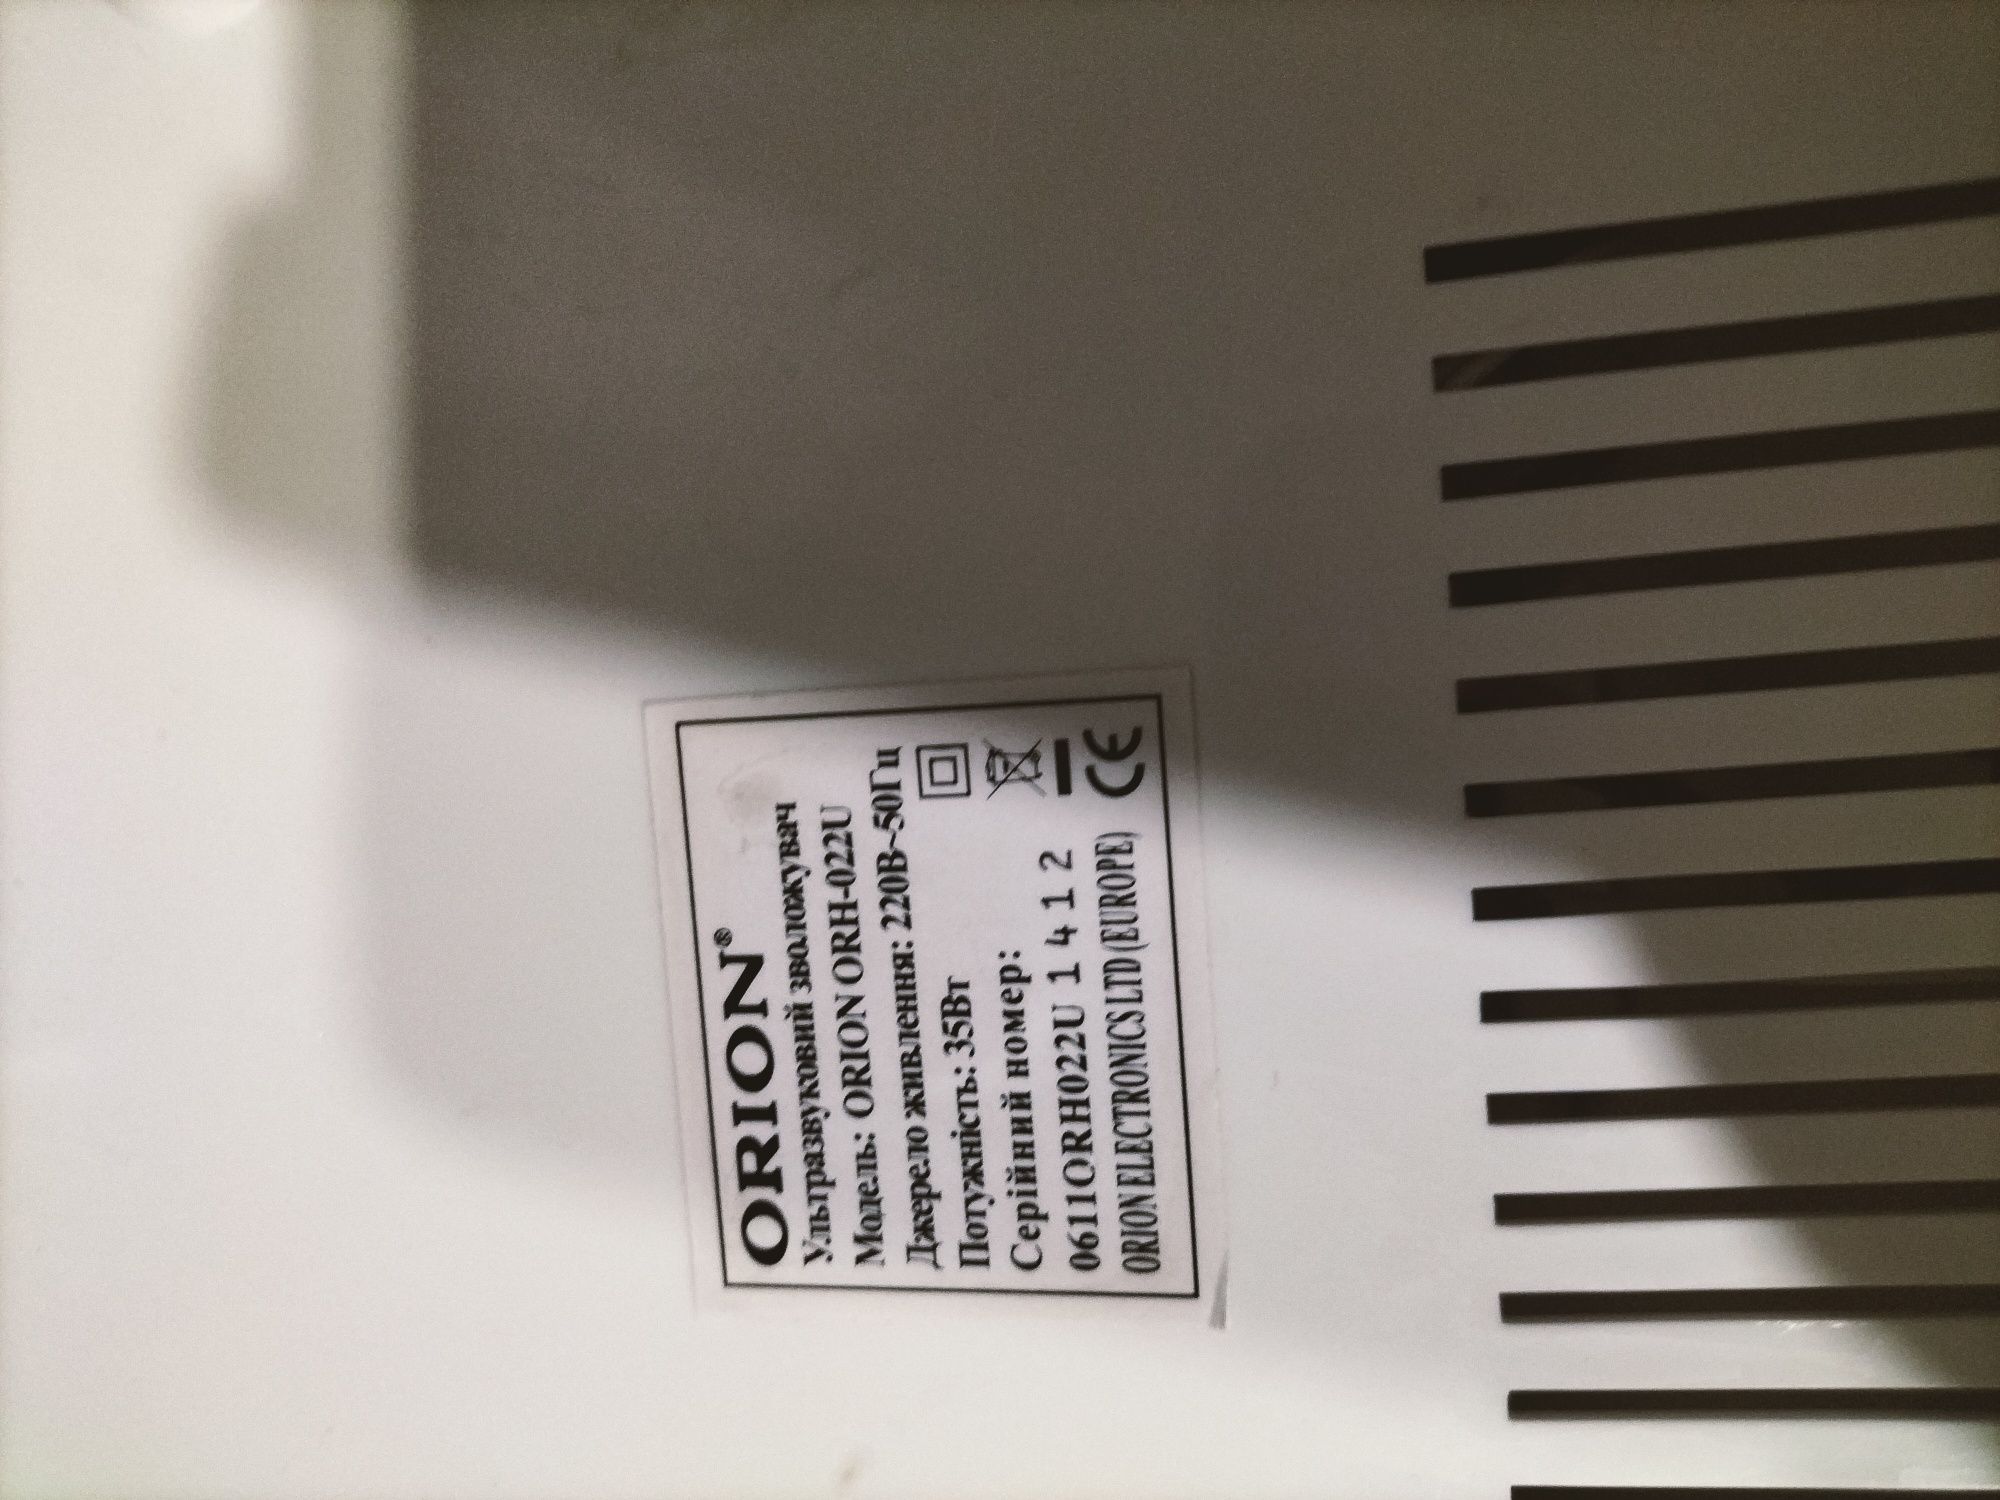 ORION®
Ультразвуковий зволожувач
Модель: ORION ORH-022U
Джерело живлення: 220В~50Гц
Потужність: 35Вт
Серійний номер:
0611ORH022U 1 4 1 2
ORION ELECTRONICS LTD (EUROPE)
CE